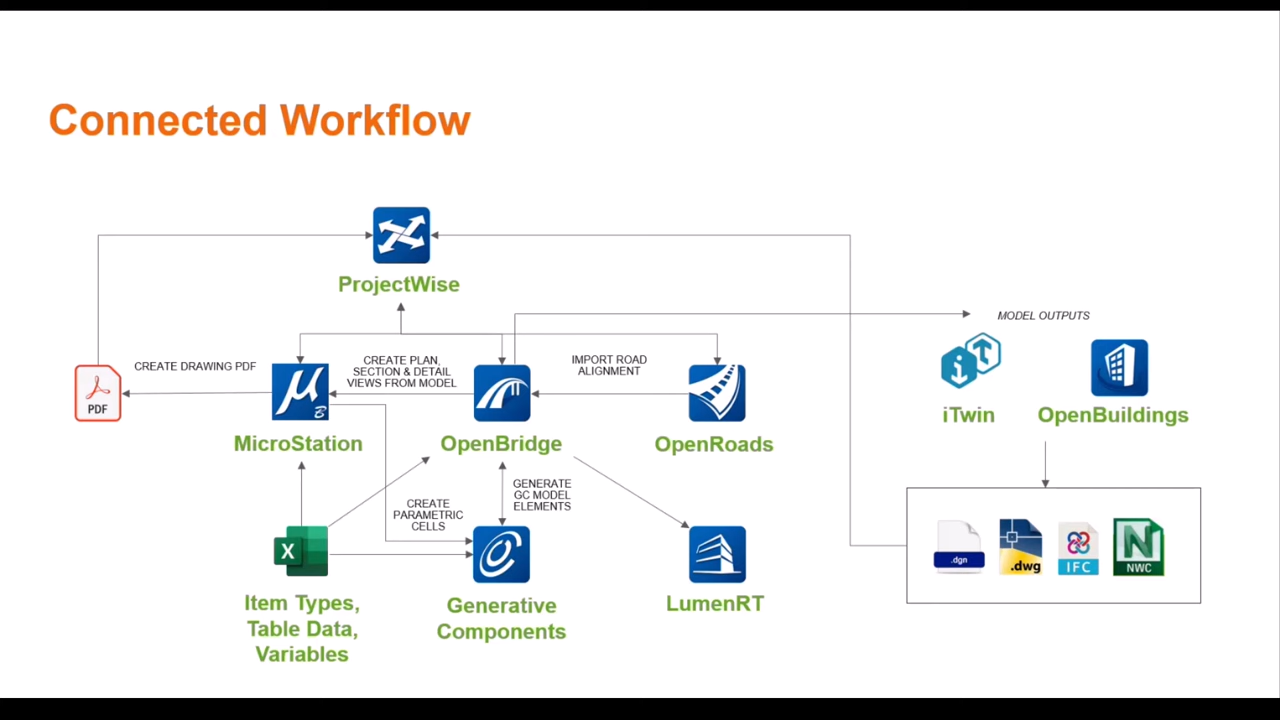 Connected Workflow
ProjectWise
MODEL OUTPUTS
CREATE DRAWING PDF
CREATE PLAN,
SECTION & DETAIL
VIEWS FROM MODEL
IMPORT ROAD
ALIGNMENT
PDF
μ
B
iT
iTwin
OpenBuildings
MicroStation
OpenBridge
OpenRoads
CREATE
PARAMETRIC
CELLS
GENERATE
GC MODEL
ELEMENTS
X
.dgn
.dwg
IFC
N
NWC
Item Types,
Table Data,
Variables
Generative
Components
LumenRT